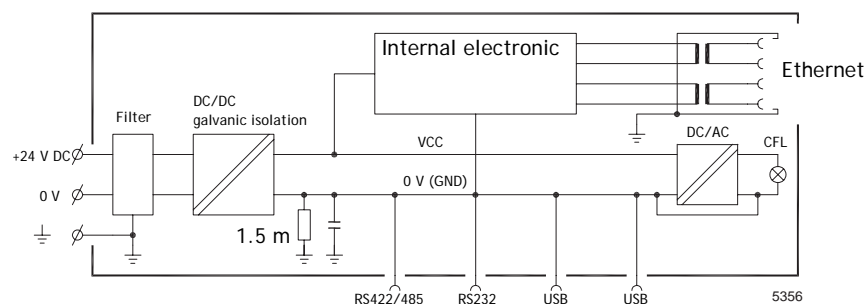 Internal electronic
Ethernet
DC/DC
galvanic isolation
Filter
DC/AC
CFL
+24 V DC
VCC
0 V
0 V (GND)
1.5 m
RS422/485
RS232
USB
USB
5356